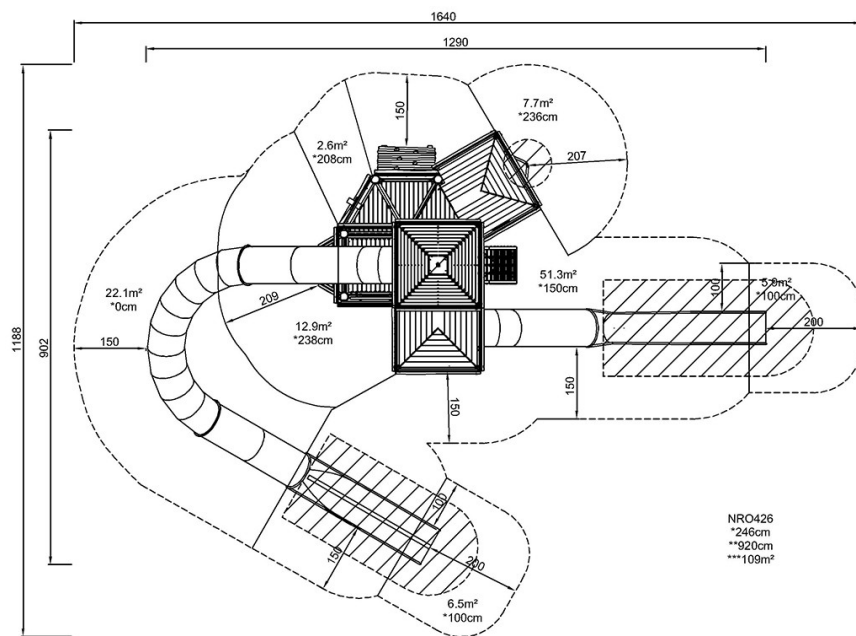 1640
1290
7.7m²
*236cm
150
2.6m²
*208cm
207
22.1m²
*0cm
51.3m²
*150cm
5.9m²
*100cm
100
209
12.9m²
*238cm
200
1188
902
150
150
150
100
150
200
6.5m²
*100cm
NRO426
*246cm
**920cm
***109m²